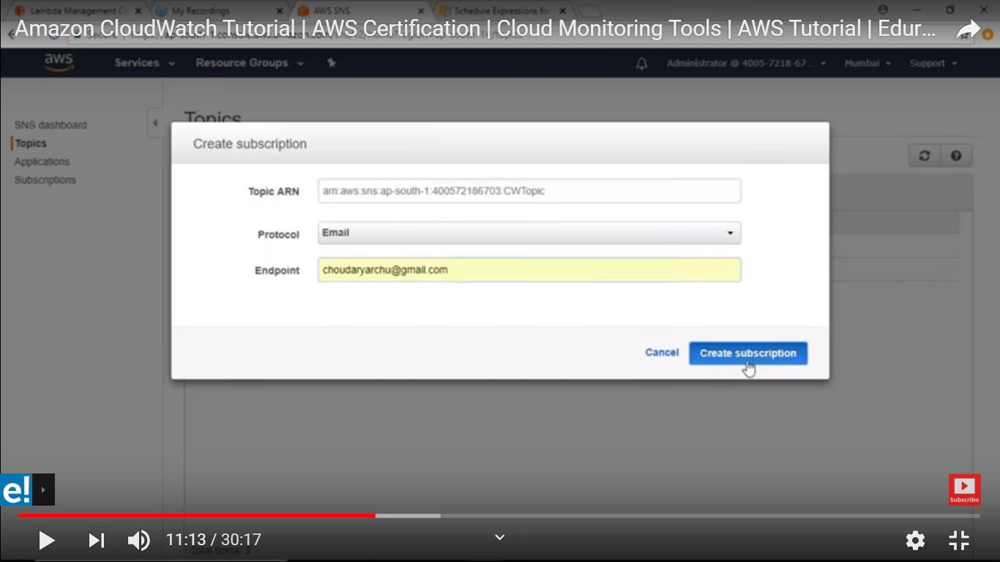 Lambda Management Co
My Recordings
AWS SNS
Schedule Expressions for
Amazon CloudWatch Tutorial | AWS Certification | Cloud Monitoring Tools | AWS Tutorial | Edur...
aws
Services
Resource Groups
Administrator @ 4005-7218-67...
Mumbai
Support
SNS dashboard
Topics
Applications
Subscriptions
Topics
Create subscription
Topic ARN
arn:aws:sns:ap-south-1:400572186703:CWTopic
Protocol
Email
Endpoint
choudaryarchu@gmail.com
Cancel
Create subscription
e!
Subscribe
11:13 / 30:17
Total items: 2